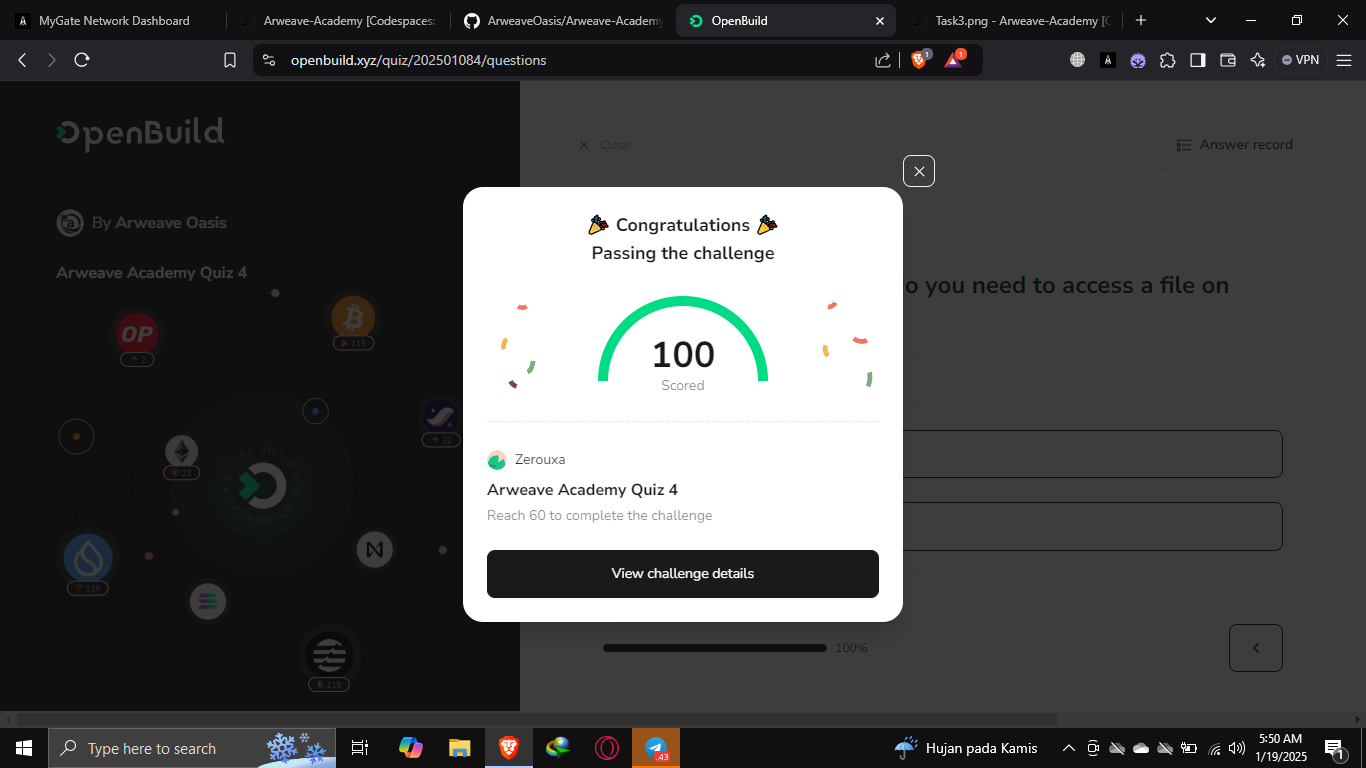 MyGate Network Dashboard
Arweave-Academy [Codespaces:
ArweaveOasis/Arweave-Academy
OpenBuild
Task3.png - Arweave-Academy [C
openbuild.xyz/quiz/202501084/questions
1
1
VPN
OpenBuild
Close
Answer record
By Arweave Oasis
Arweave Academy Quiz 4
o you need to access a file on
Congratulations
Passing the challenge
100
Scored
Zerouxa
Arweave Academy Quiz 4
Reach 60 to complete the challenge
View challenge details
OP
2
115
32
22
115
115
100%
Type here to search
43
Hujan pada Kamis
5:50 AM
1/19/2025
1